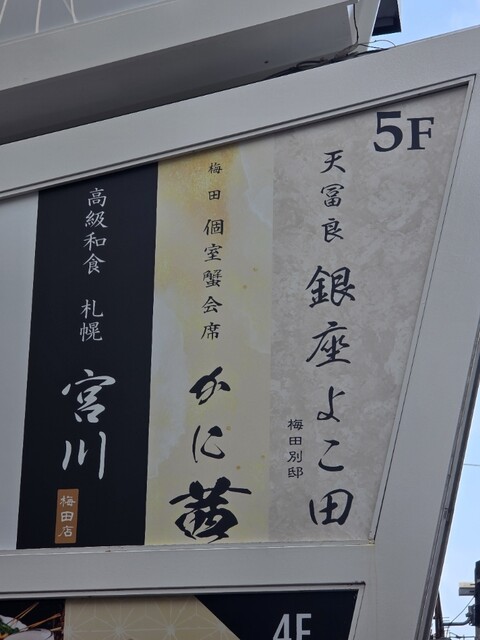 5F
天冨良
銀座よこ田
梅田別邸
梅田
個室蟹会席
かに茜
高級和食 札幌
宮川
梅田店
4F